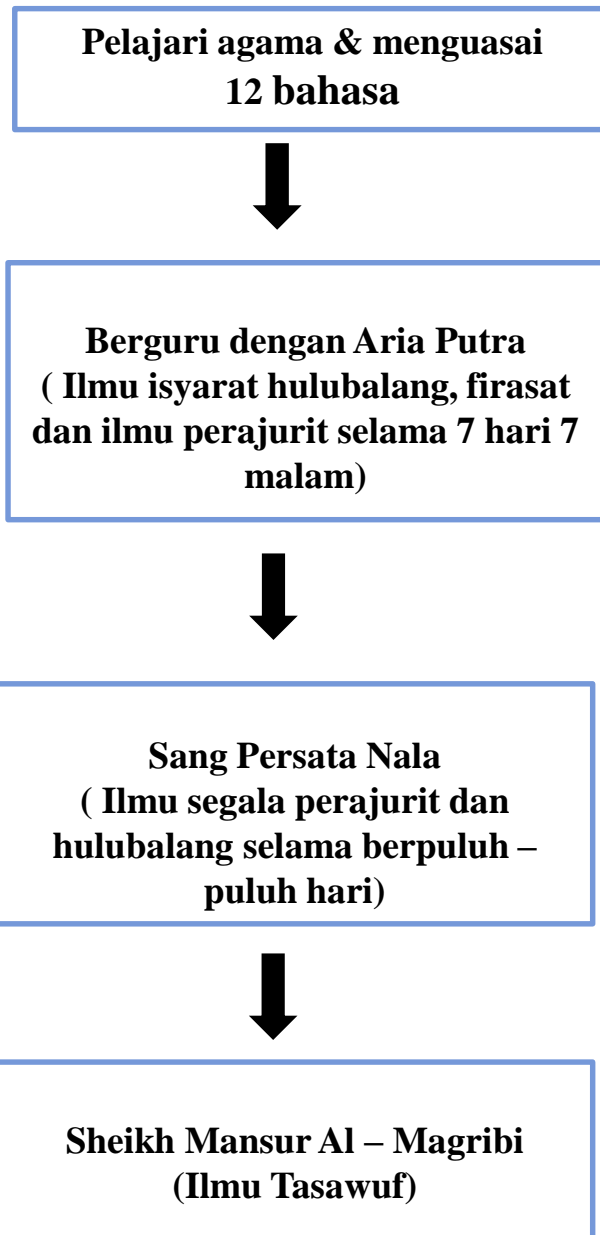 Pelajari agama & menguasai
12 bahasa
Berguru dengan Aria Putra
( Ilmu isyarat hulubalang, firasat
dan ilmu perajurit selama 7 hari 7
malam)
Sang Persata Nala
( Ilmu segala perajurit dan
hulubalang selama berpuluh –
puluh hari)
Sheikh Mansur Al – Magribi
(Ilmu Tasawuf)